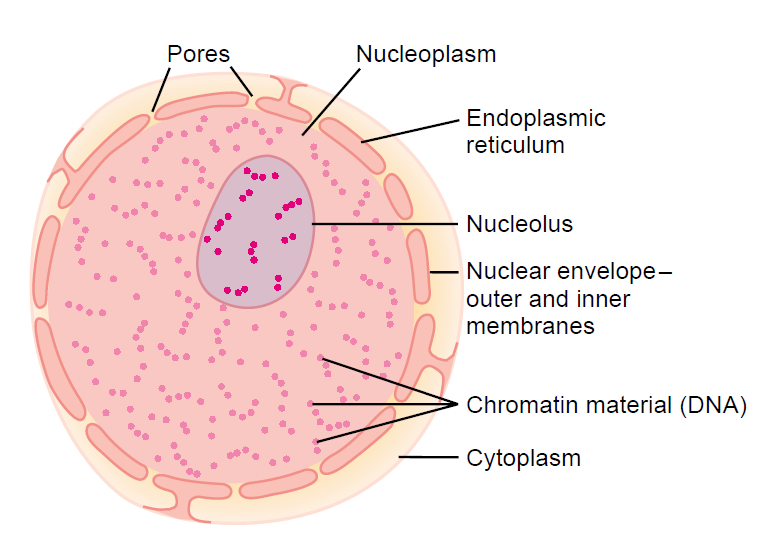 Pores
Nucleoplasm
Endoplasmic
reticulum
Nucleolus
Nuclear envelope–
outer and inner
membranes
Chromatin material (DNA)
Cytoplasm